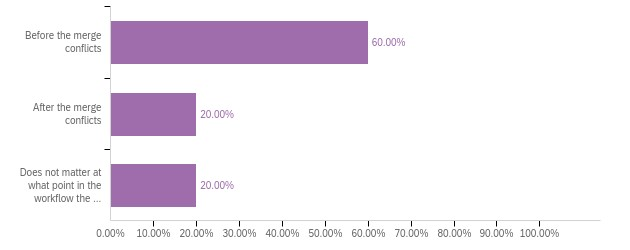 Before the merge
conflicts
60.00%
After the merge
conflicts
20.00%
Does not matter at
what point in the
workflow the ...
20.00%
0.00% 10.00% 20.00% 30.00% 40.00% 50.00% 60.00% 70.00% 80.00% 90.00% 100.00%